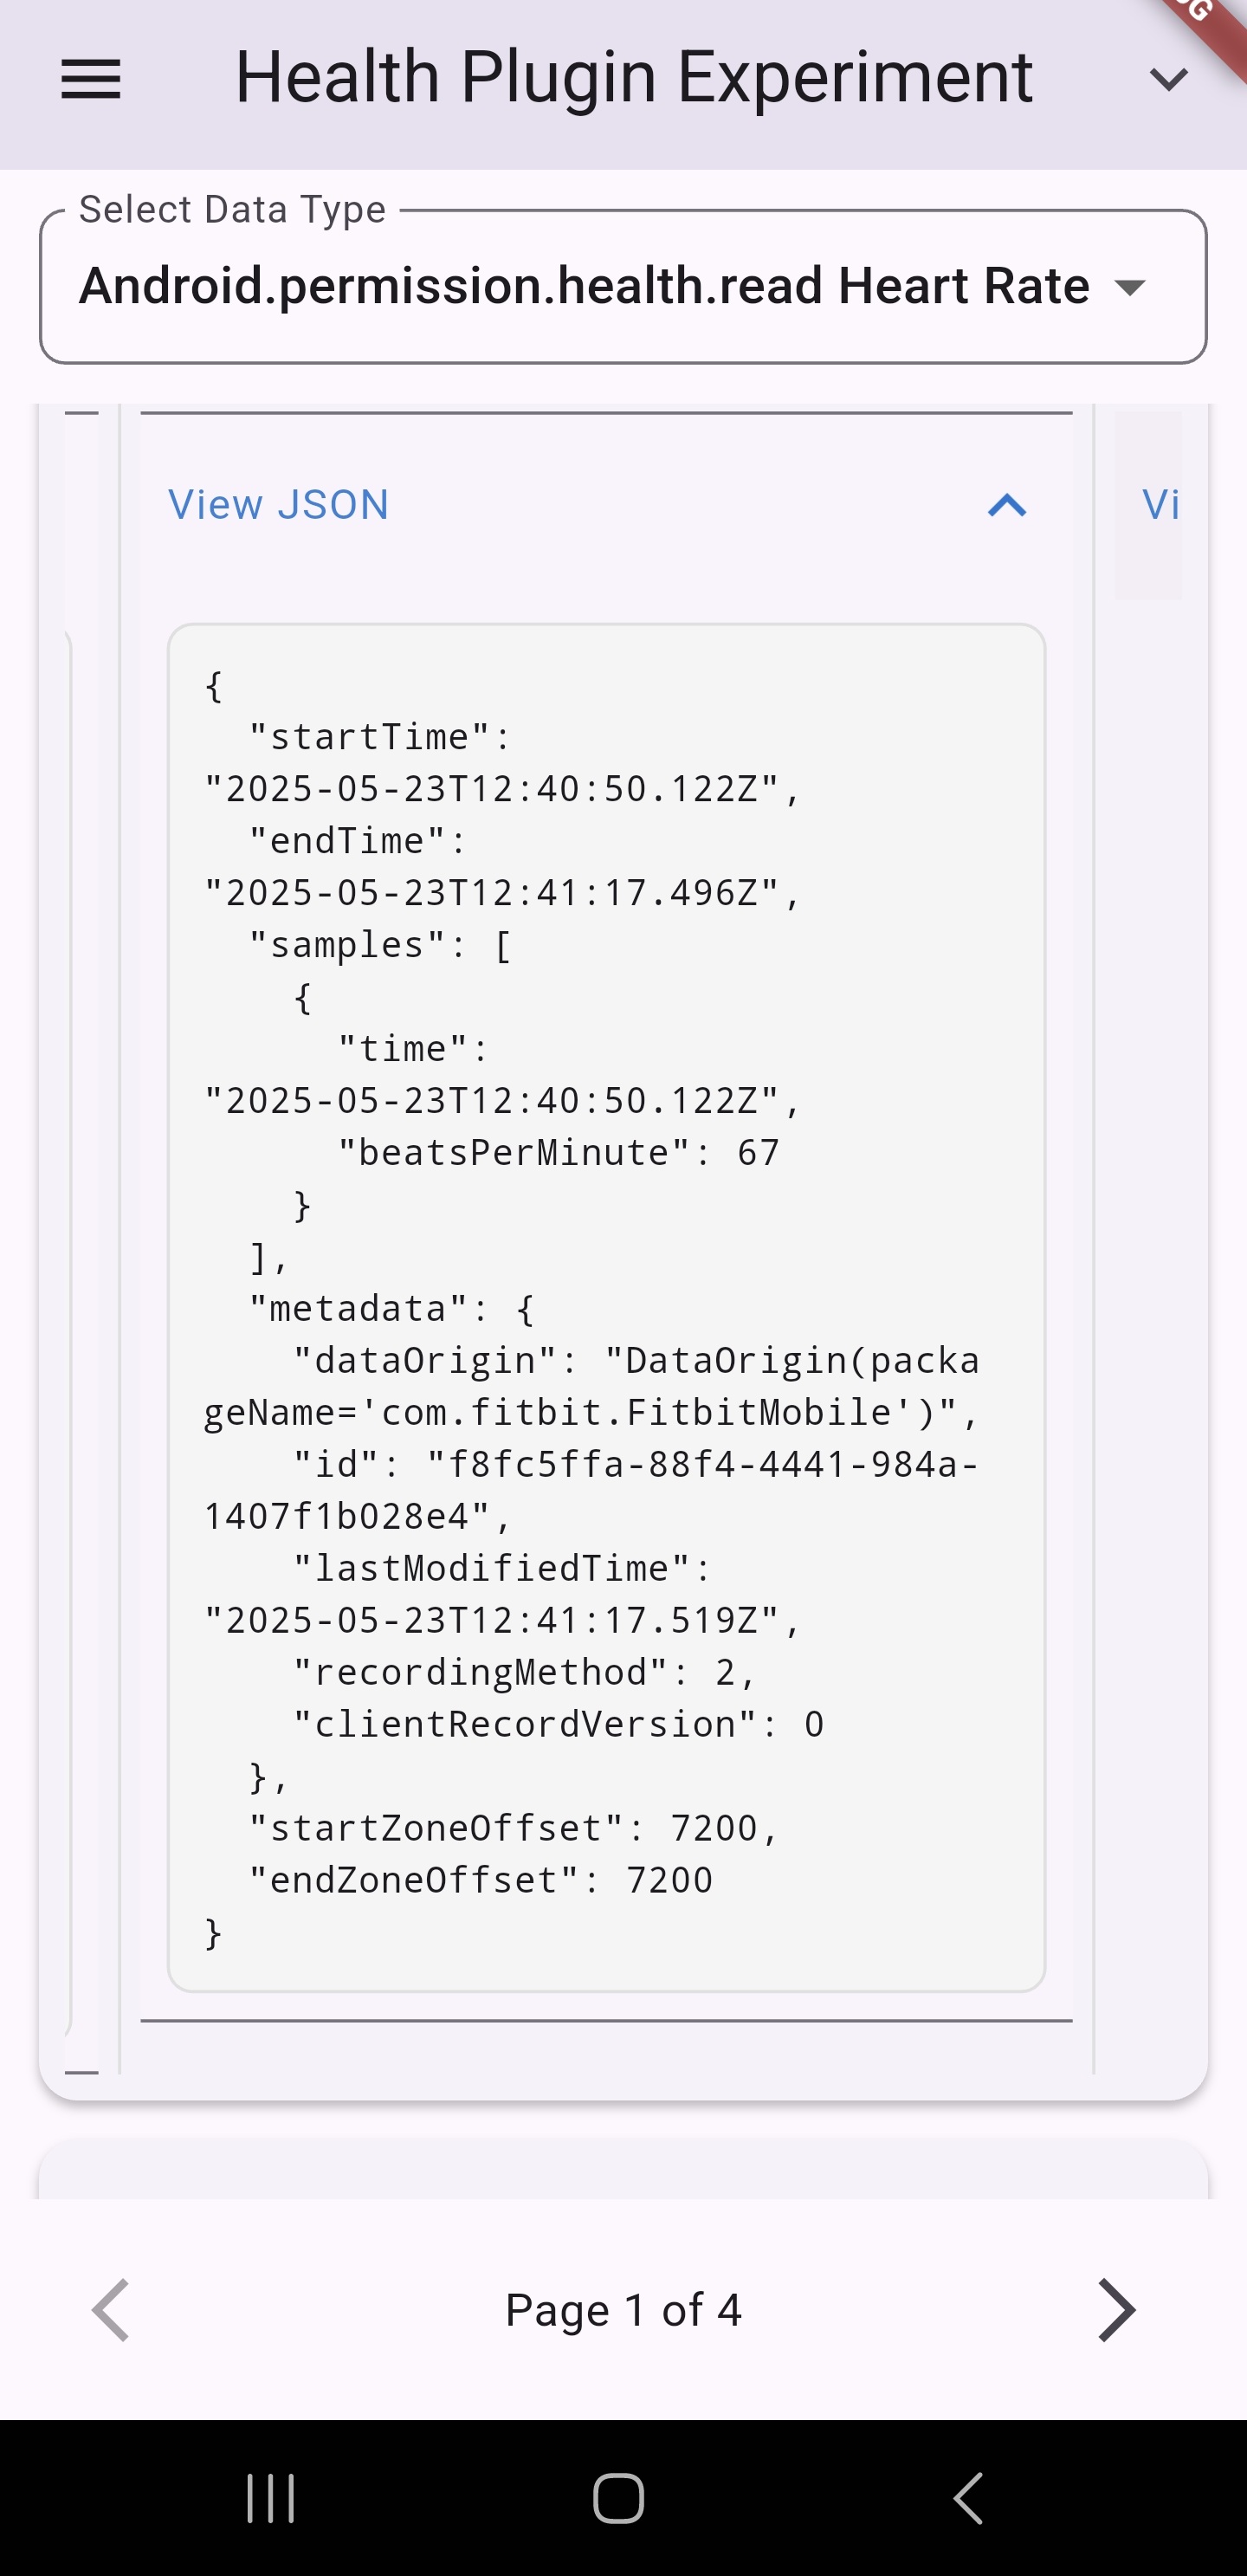 Health Plugin Experiment
Select Data Type
Android.permission.health.read Heart Rate
View JSON
Vi
{
  "startTime":
"2025-05-23T12:40:50.122Z",
  "endTime":
"2025-05-23T12:41:17.496Z",
  "samples": [
    {
      "time":
"2025-05-23T12:40:50.122Z",
      "beatsPerMinute": 67
    }
  ],
  "metadata": {
    "dataOrigin": "DataOrigin(packa
geName='com.fitbit.FitbitMobile')",
    "id": "f8fc5ffa-88f4-4441-984a-
1407f1b028e4",
    "lastModifiedTime":
"2025-05-23T12:41:17.519Z",
    "recordingMethod": 2,
    "clientRecordVersion": 0
  },
  "startZoneOffset": 7200,
  "endZoneOffset": 7200
}
Page 1 of 4